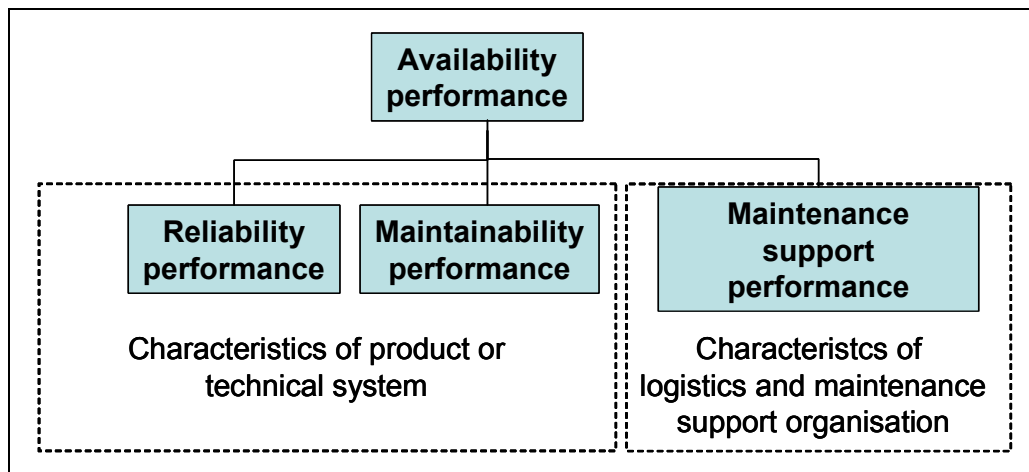 Availability
performance
Reliability
performance
Maintainability
performance
Maintenance
support
performance
Characteristics of product or
technical system
Characteristcs of
logistics and maintenance
support organisation